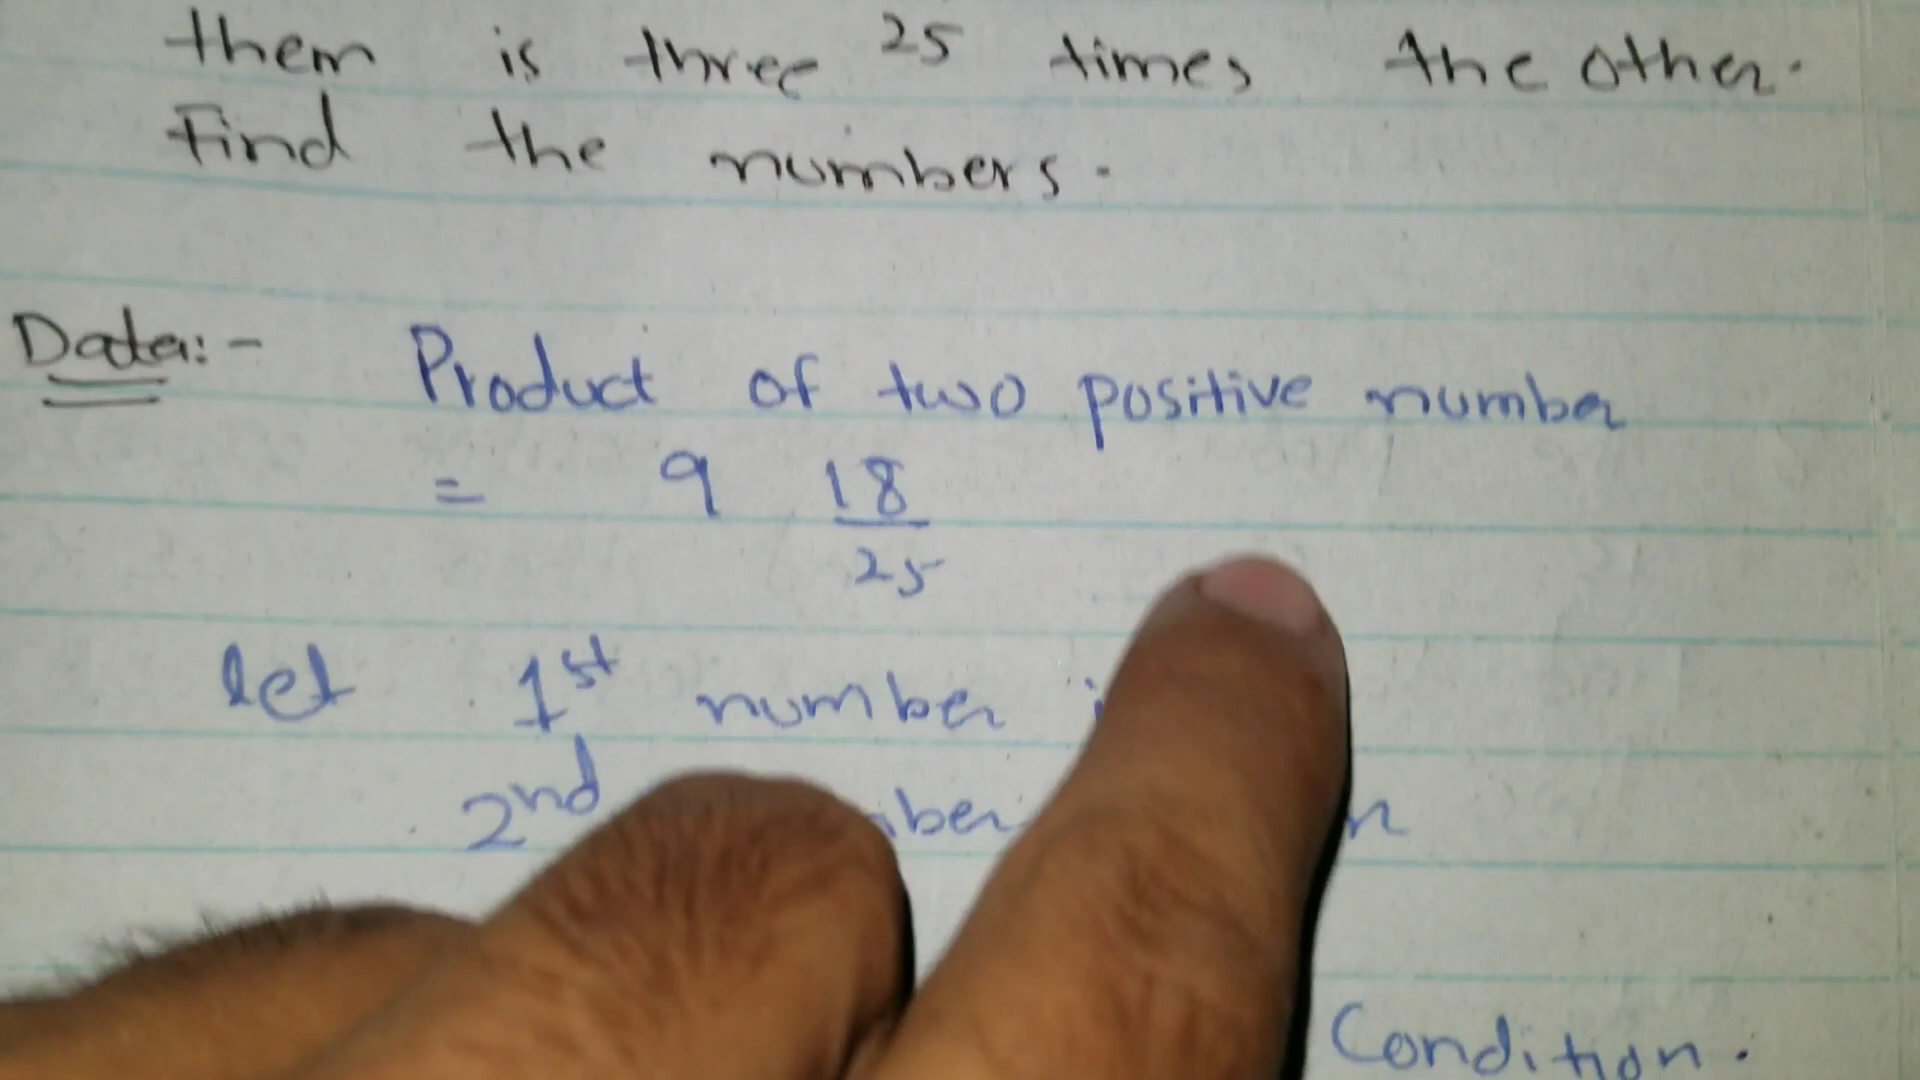 them is three 25 times the other.
Find the numbers.
Data:- Product of two positive number
= 9 18/25
let 1st number
2nd
Condition.